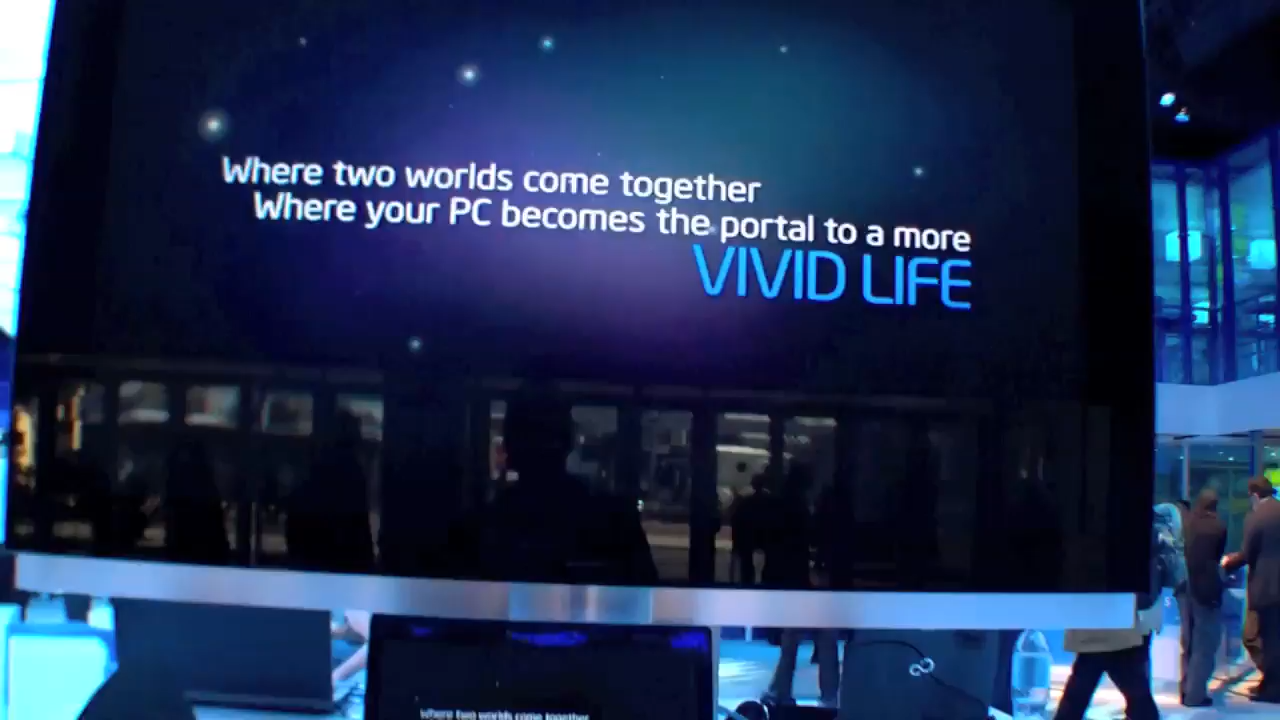 Where two worlds come together
Where your PC becomes the portal to a more
VIVID LIFE
Where two worlds come together